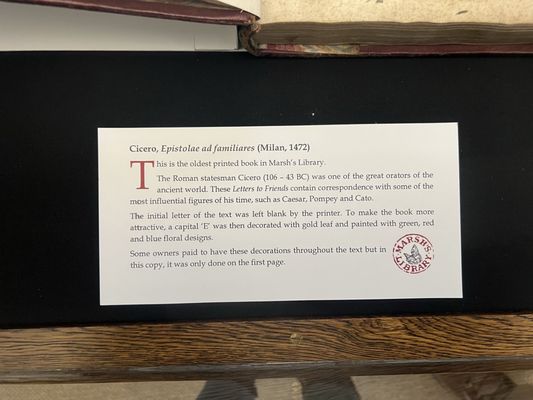 Cicero, Epistolae ad familiares (Milan, 1472)
This is the oldest printed book in Marsh's Library.
The Roman statesman Cicero (106 – 43 BC) was one of the great orators of the
ancient world. These Letters to Friends contain correspondence with some of the
most influential figures of his time, such as Caesar, Pompey and Cato.
The initial letter of the text was left blank by the printer. To make the book more
attractive, a capital 'E' was then decorated with gold leaf and painted with green, red
and blue floral designs.
Some owners paid to have these decorations throughout the text but in
this copy, it was only done on the first page.
MARSH'S
LIBRARY